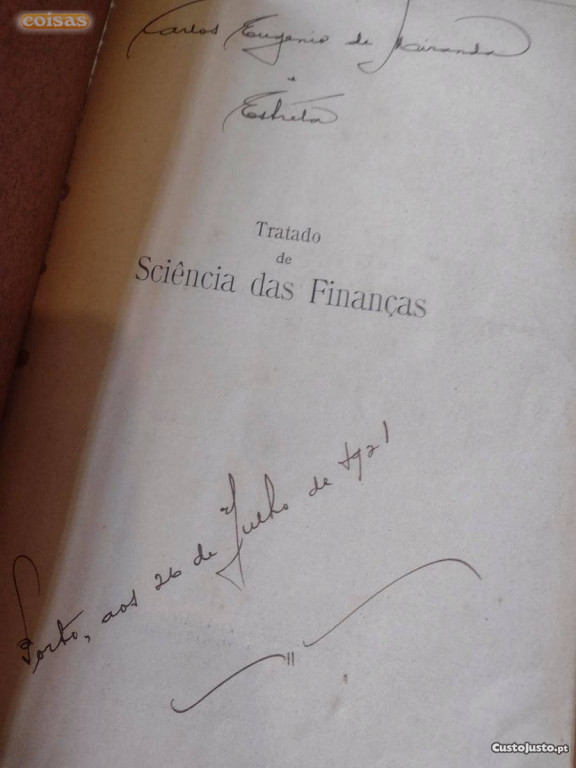 coisas
Carlos Eugenio de Miranda
e
Estrêla
Tratado
de
Sciência das Finanças
Porto, aos 26 de Julho de 1921
CustoJusto.pt